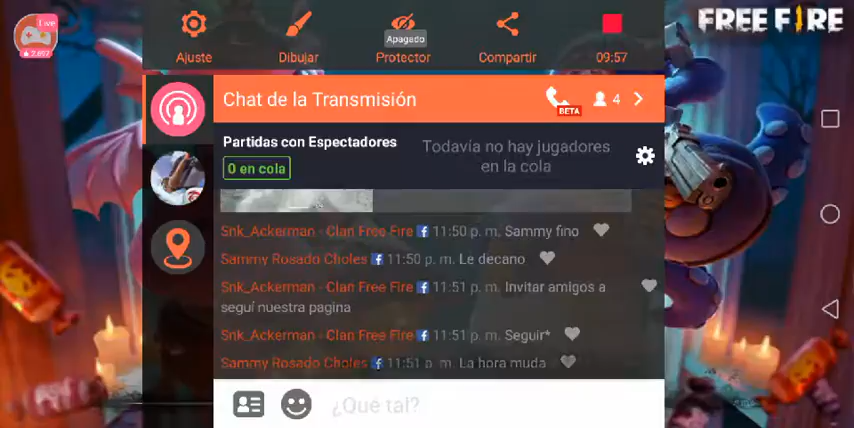 Live
2.697
FREE FIRE
Apagado
Ajuste
Dibujar
Protector
Compartir
09:57
Chat de la Transmisión
BETA
4
Partidas con Espectadores
0 en cola
Todavía no hay jugadores
en la cola
Snk_Ackerman - Clan Free Fire 11:50 p. m. Sammy fino
Sammy Rosado Choles 11:50 p. m. Le decano
Snk_Ackerman - Clan Free Fire 11:51 p. m. Invitar amigos a
seguí nuestra pagina
Snk_Ackerman - Clan Free Fire 11:51 p. m. Seguir*
Sammy Rosado Choles 11:51 p. m. La hora muda
¿Qué tal?